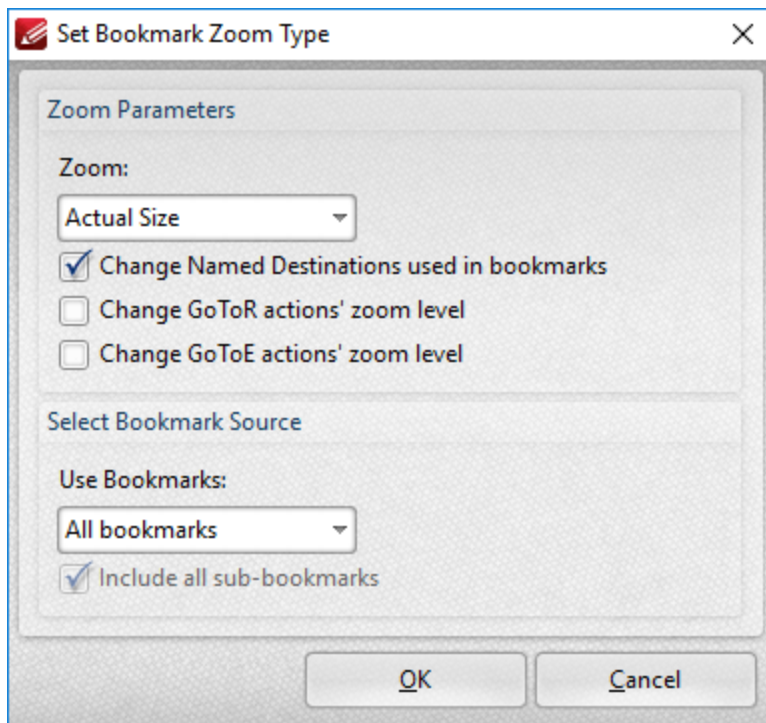 Set Bookmark Zoom Type
Zoom Parameters
Zoom:
Actual Size
Change Named Destinations used in bookmarks
Change GoToR actions' zoom level
Change GoToE actions' zoom level
Select Bookmark Source
Use Bookmarks:
All bookmarks
Include all sub-bookmarks
OK Cancel